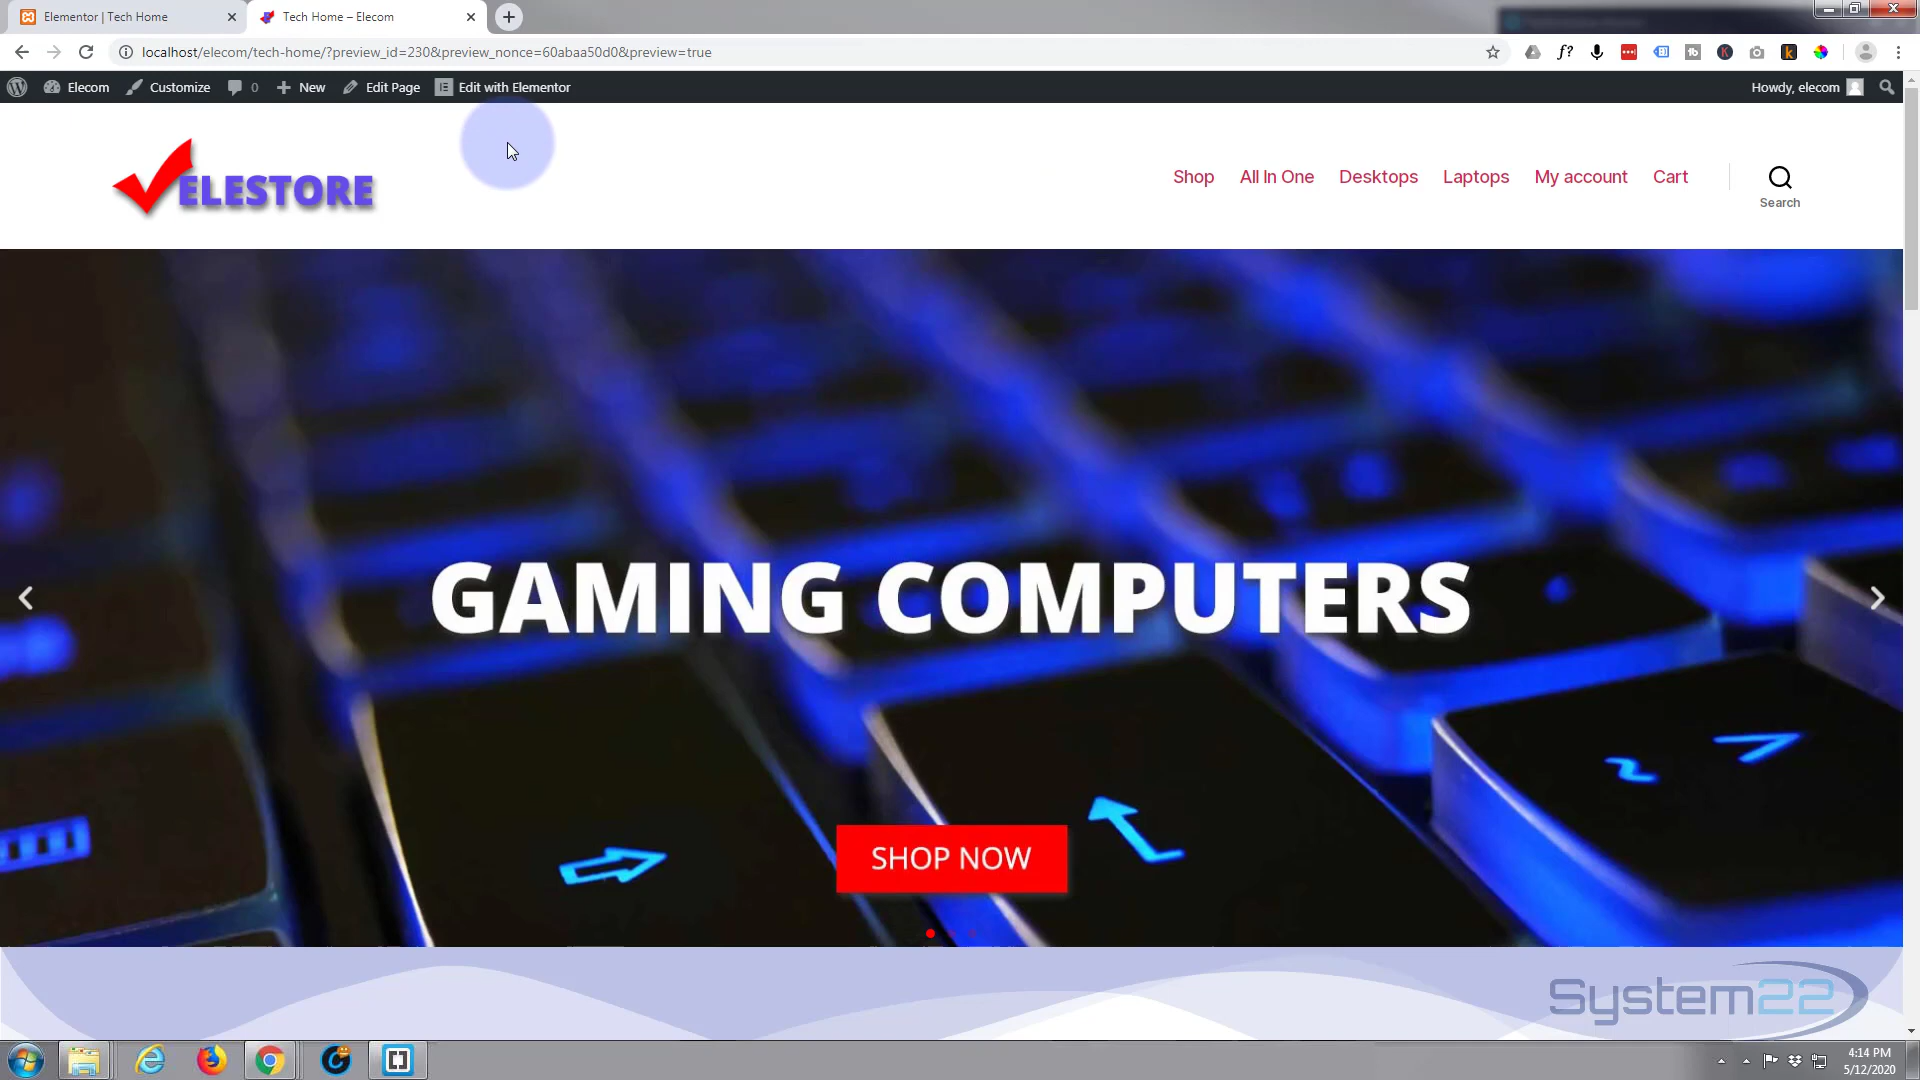 Elementor | Tech Home
Tech Home – Elecom
localhost/elecom/tech-home/?preview_id=230&preview_nonce=60abaa50d0&preview=true
Elecom
Customize
0
New
Edit Page
Edit with Elementor
Howdy, elecom
ELESTORE
Shop
All In One
Desktops
Laptops
My account
Cart
Search
GAMING COMPUTERS
SHOP NOW
System22
4:14 PM
5/12/2020